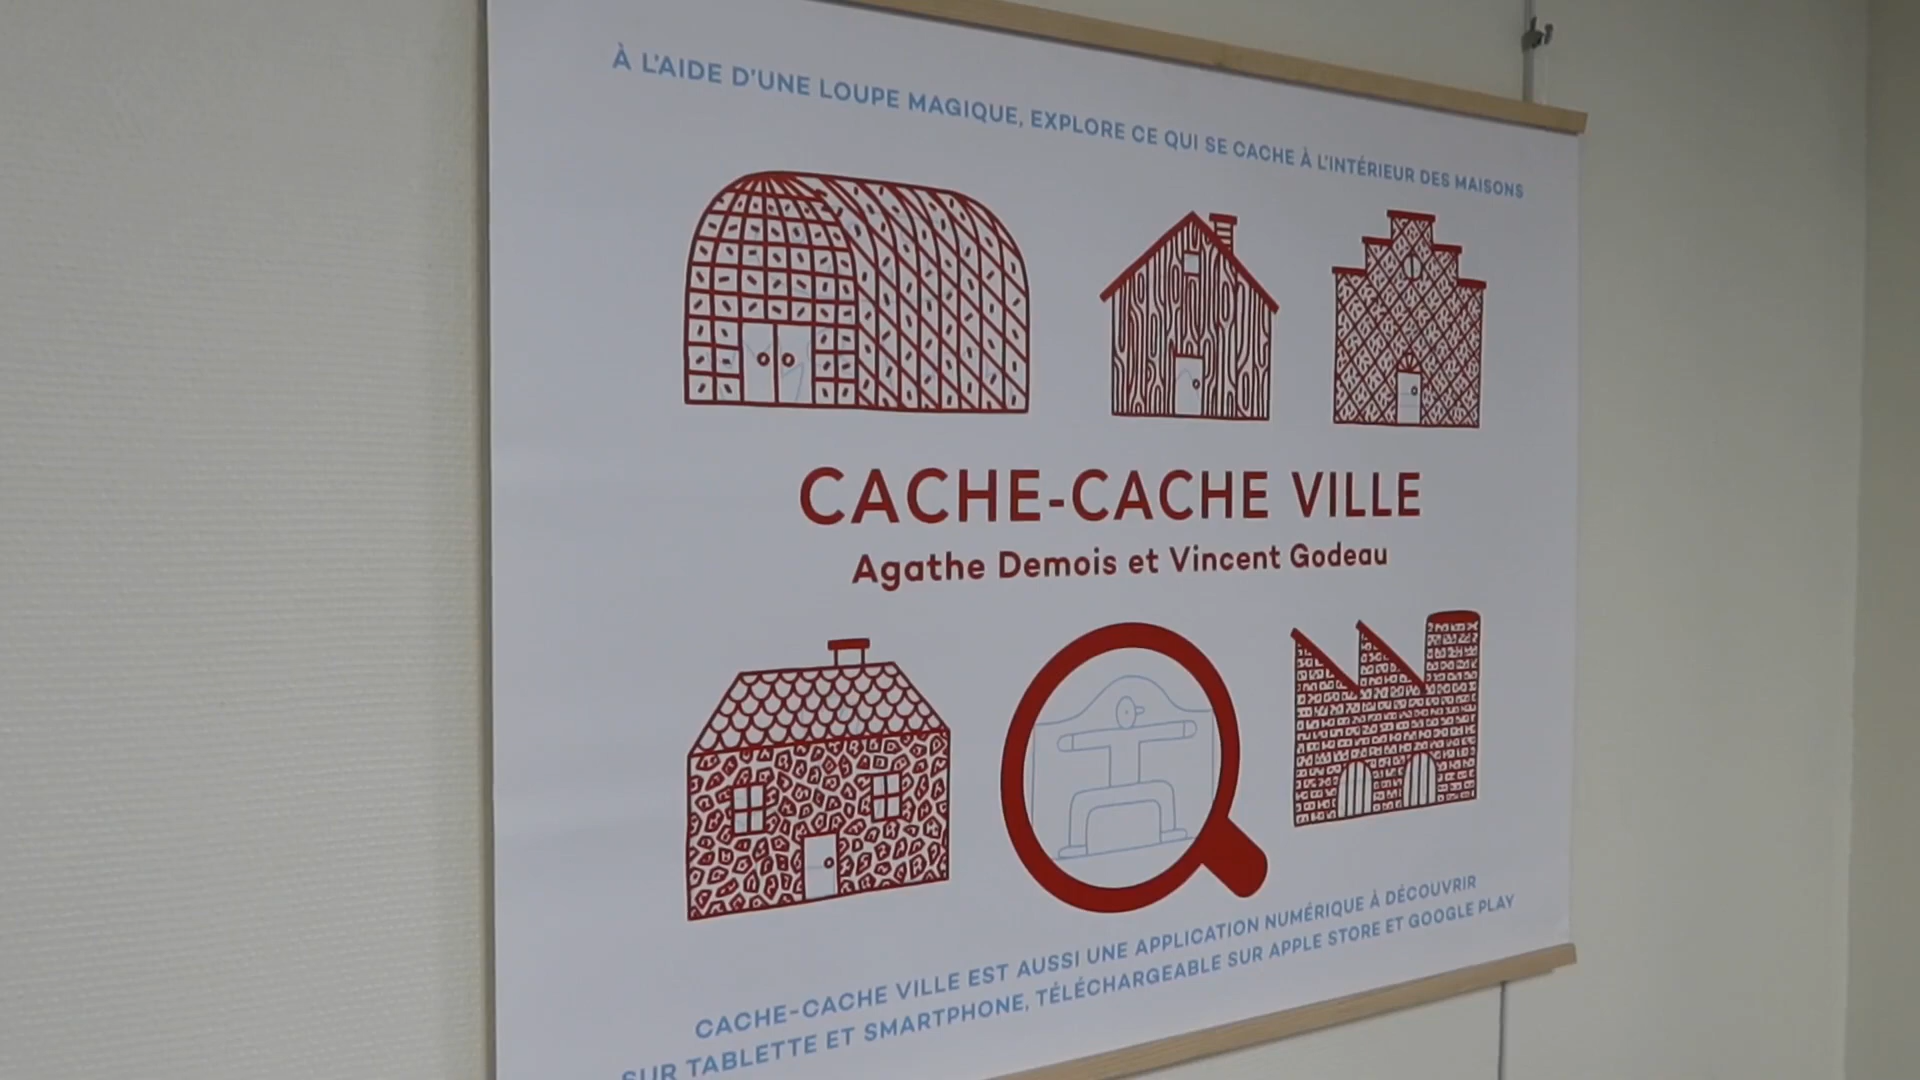 À L'AIDE D'UNE LOUPE MAGIQUE, EXPLORE CE QUI SE CACHE À L'INTÉRIEUR DES MAISONS
CACHE-CACHE VILLE
Agathe Demois et Vincent Godeau
CACHE-CACHE VILLE EST AUSSI UNE APPLICATION NUMÉRIQUE À DÉCOUVRIR
SUR TABLETTE ET SMARTPHONE, TÉLÉCHARGEABLE SUR APPLE STORE ET GOOGLE PLAY